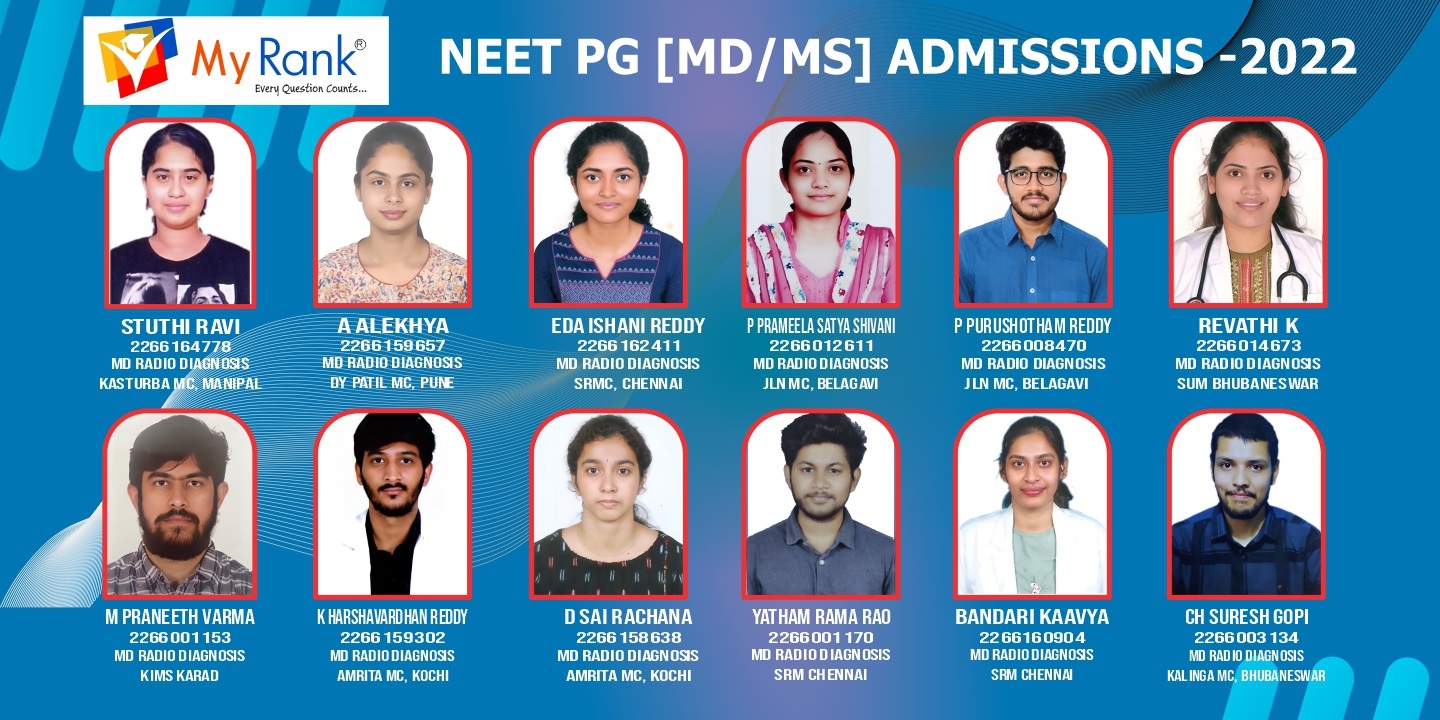 My Rank®
Every Question Counts...
NEET PG [MD/MS] ADMISSIONS -2022
STUTHI RAVI
2266164778
MD RADIO DIAGNOSIS
KASTURBA MC, MANIPAL
A ALEKHYA
2266159657
MD RADIO DIAGNOSIS
DY PATIL MC, PUNE
EDA ISHANI REDDY
2266162411
MD RADIO DIAGNOSIS
SRMC, CHENNAI
P PRAMEELA SATYA SHIVANI
2266012611
MD RADIO DIAGNOSIS
JLN MC, BELAGAVI
P PURUSHOTHAM REDDY
2266008470
MD RADIO DIAGNOSIS
JLN MC, BELAGAVI
REVATHI K
2266014673
MD RADIO DIAGNOSIS
SUM BHUBANESWAR
M PRANEETH VARMA
2266001153
MD RADIO DIAGNOSIS
KIMS KARAD
K HARSHAVARDHAN REDDY
2266159302
MD RADIO DIAGNOSIS
AMRITA MC, KOCHI
D SAI RACHANA
2266158638
MD RADIO DIAGNOSIS
AMRITA MC, KOCHI
YATHAM RAMA RAO
2266001170
MD RADIO DIAGNOSIS
SRM CHENNAI
BANDARI KAAVYA
2266160904
MD RADIO DIAGNOSIS
SRM CHENNAI
CH SURESH GOPI
2266003134
MD RADIO DIAGNOSIS
KALINGA MC, BHUBANESWAR